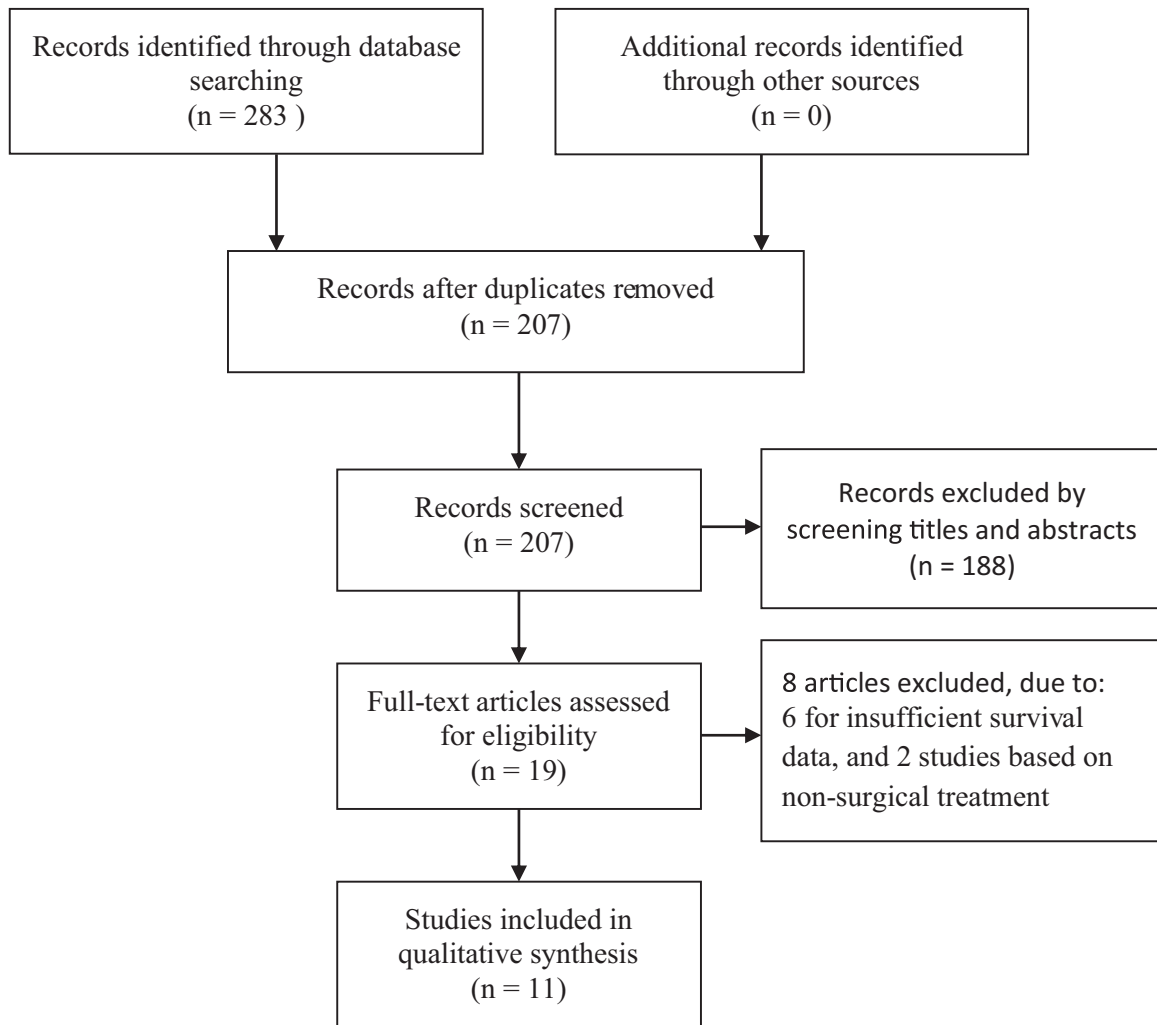 Records identified through database
searching
(n = 283 )
Additional records identified
through other sources
(n = 0)
Records after duplicates removed
(n = 207)
Records screened
(n = 207)
Records excluded by
screening titles and abstracts
(n = 188)
Full-text articles assessed
for eligibility
(n = 19)
8 articles excluded, due to:
6 for insufficient survival
data, and 2 studies based on
non-surgical treatment
Studies included in
qualitative synthesis
(n = 11)